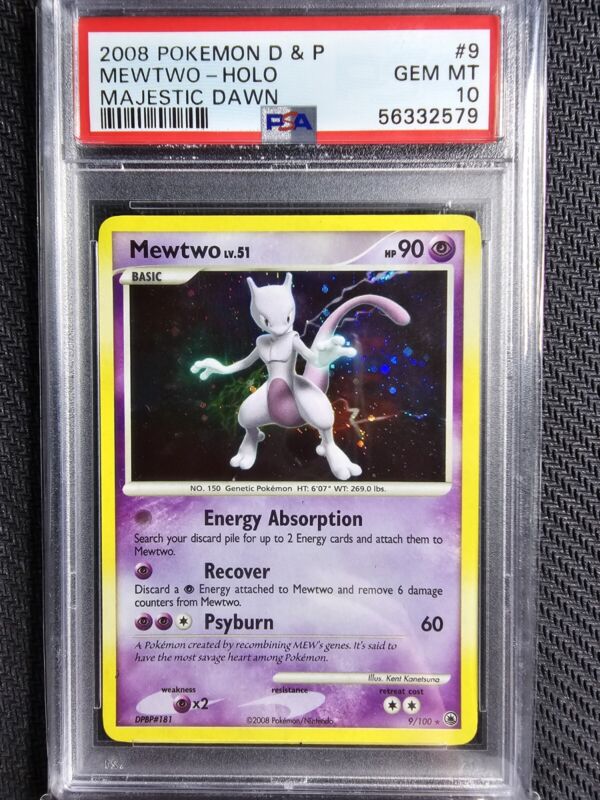 2008 POKEMON D & P #9
MEWTWO - HOLO GEM MT
MAJESTIC DAWN 10
PSA 56332579
Mewtwo LV.51 HP 90
BASIC
NO. 150 Genetic Pokémon HT: 6'07" WT: 269.0 lbs.
Energy Absorption
Search your discard pile for up to 2 Energy cards and attach them to
Mewtwo.
Recover
Discard a Energy attached to Mewtwo and remove 6 damage
counters from Mewtwo.
Psyburn 60
A Pokémon created by recombining MEW's genes. It's said to
have the most savage heart among Pokémon.
Illus. Kent Kanetsuna
weakness resistance retreat cost
x2
DPBP#181 ©2008 Pokémon/Nintendo 9/100